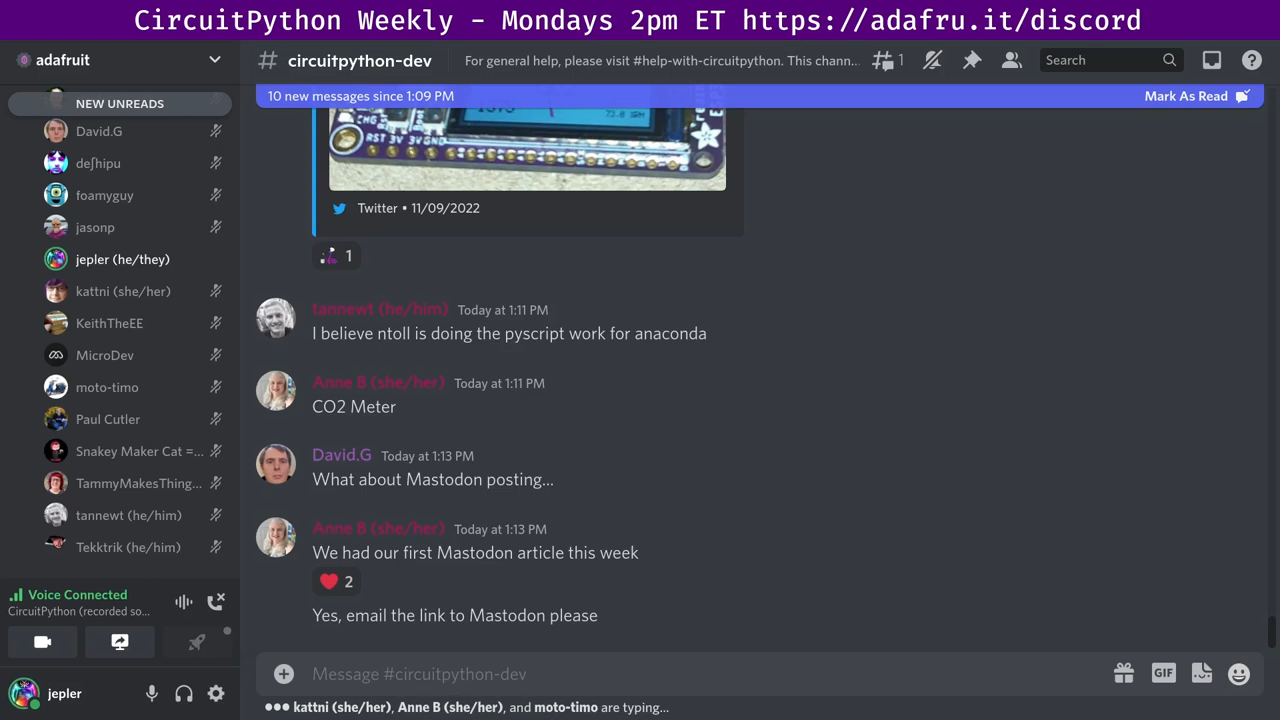 CircuitPython Weekly - Mondays 2pm ET https://adafru.it/discord
adafruit
NEW UNREADS
David.G
de∫hipu
foamyguy
jasonp
jepler (he/they)
kattni (she/her)
KeithTheEE
MicroDev
moto-timo
Paul Cutler
Snakey Maker Cat =...
TammyMakesThing...
tannewt (he/him)
Tekktrik (he/him)
Voice Connected
CircuitPython (recorded so...
jepler
# circuitpython-dev
For general help, please visit #help-with-circuitpython. This chann...
1
Search
10 new messages since 1:09 PM
Mark As Read
CHG
RST 3V 3VGND
Twitter • 11/09/2022
1
tannewt (he/him) Today at 1:11 PM
I believe ntoll is doing the pyscript work for anaconda
Anne B (she/her) Today at 1:11 PM
CO2 Meter
David.G Today at 1:13 PM
What about Mastodon posting...
Anne B (she/her) Today at 1:13 PM
We had our first Mastodon article this week
2
Yes, email the link to Mastodon please
Message #circuitpython-dev
GIF
kattni (she/her), Anne B (she/her), and moto-timo are typing...